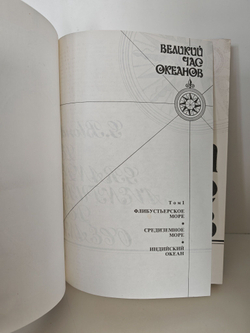 ВЕЛИКИЙ
ЧАС
ОКЕАНОВ
Том I
ФЛИБУСТЬЕРСКОЕ
МОРЕ
СРЕДИЗЕМНОЕ
МОРЕ
ИНДИЙСКИЙ
ОКЕАН